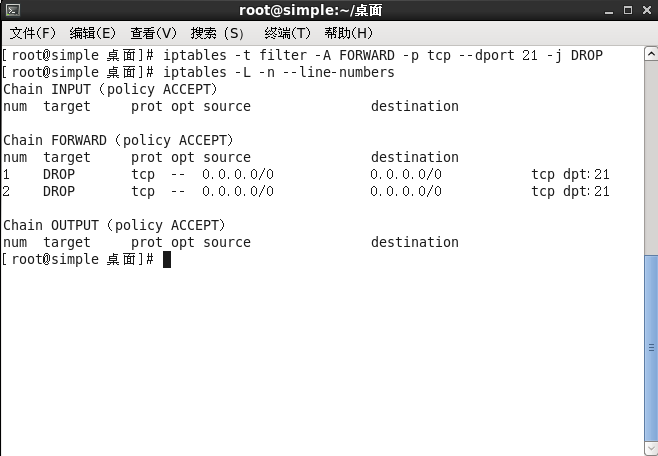 root@simple:~/桌面
文件(F) 编辑(E) 查看(V) 搜索 (S) 终端(T) 帮助(H)
[root@simple 桌面]# iptables -t filter -A FORWARD -p tcp --dport 21 -j DROP
[root@simple 桌面]# iptables -L -n --line-numbers
Chain INPUT (policy ACCEPT)
num target prot opt source destination
Chain FORWARD (policy ACCEPT)
num target prot opt source destination
1 DROP tcp -- 0.0.0.0/0 0.0.0.0/0 tcp dpt:21
2 DROP tcp -- 0.0.0.0/0 0.0.0.0/0 tcp dpt:21
Chain OUTPUT (policy ACCEPT)
num target prot opt source destination
[root@simple 桌面]#